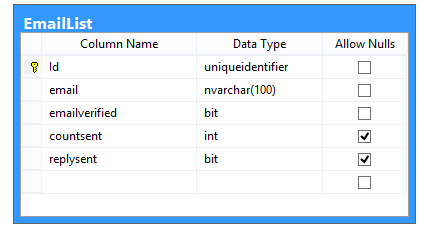 EmailList
Column Name Data Type Allow Nulls
Id uniqueidentifier
email nvarchar(100)
emailverified bit
countsent int
replysent bit